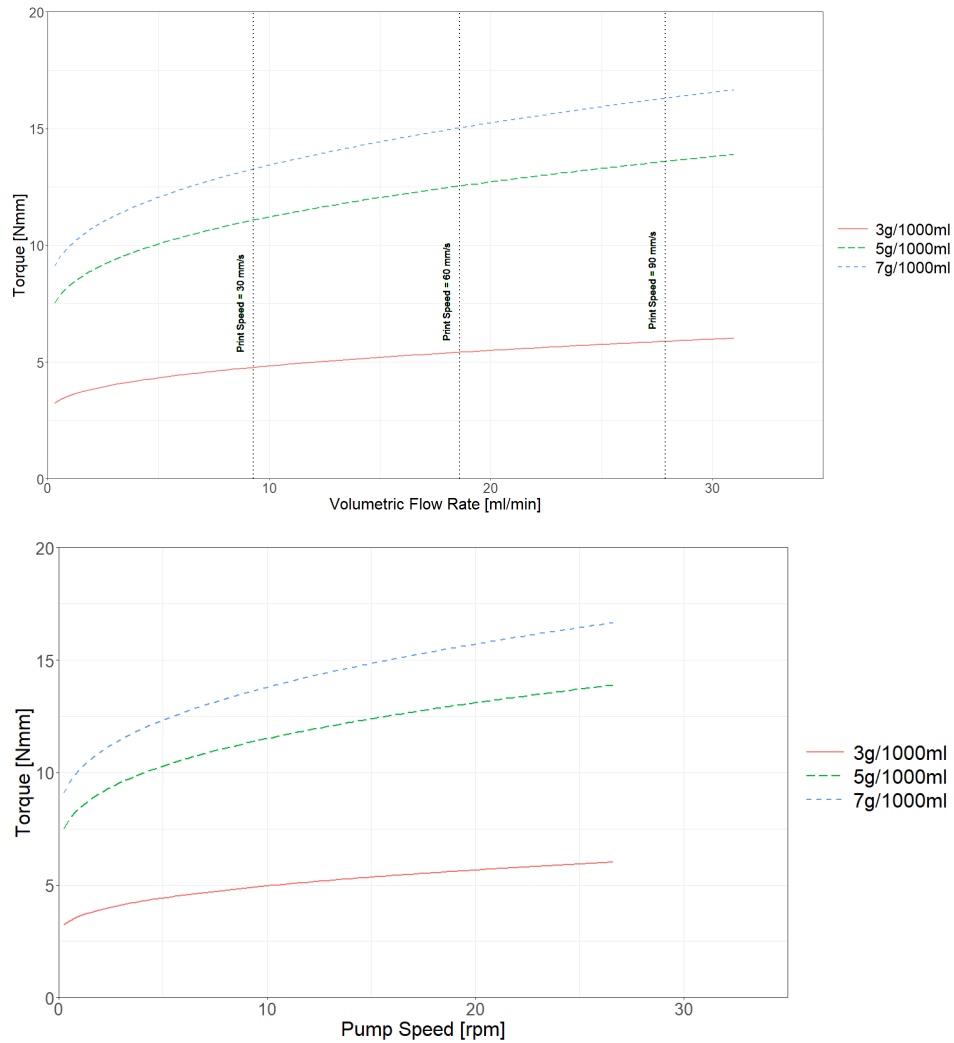 20
15
10
5
0
Torque [Nmm]
Print Speed = 30 mm/s
Print Speed = 60 mm/s
Print Speed = 90 mm/s
3g/1000ml
5g/1000ml
7g/1000ml
0 10 20 30
Volumetric Flow Rate [ml/min]
20
15
10
5
0
Torque [Nmm]
3g/1000ml
5g/1000ml
7g/1000ml
0 10 20 30
Pump Speed [rpm]